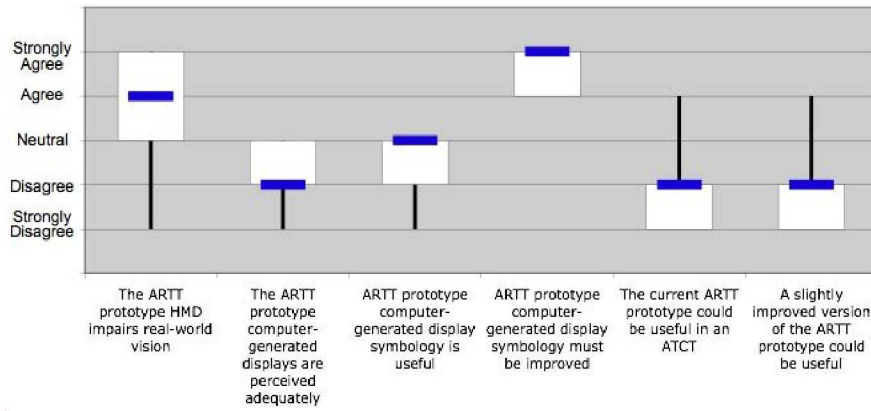 Strongly
Agree
Agree
Neutral
Disagree
Strongly
Disagree
The ARTT
prototype HMD
impairs real-world
vision
The ARTT
prototype
computer-
generated
displays are
perceived
adequately
ARTT prototype
computer-
generated display
symbology is
useful
ARTT prototype
computer-
generated display
symbology must
be improved
The current ARTT
prototype could
be useful in an
ATCT
A slightly
improved version
of the ARTT
prototype could
be useful